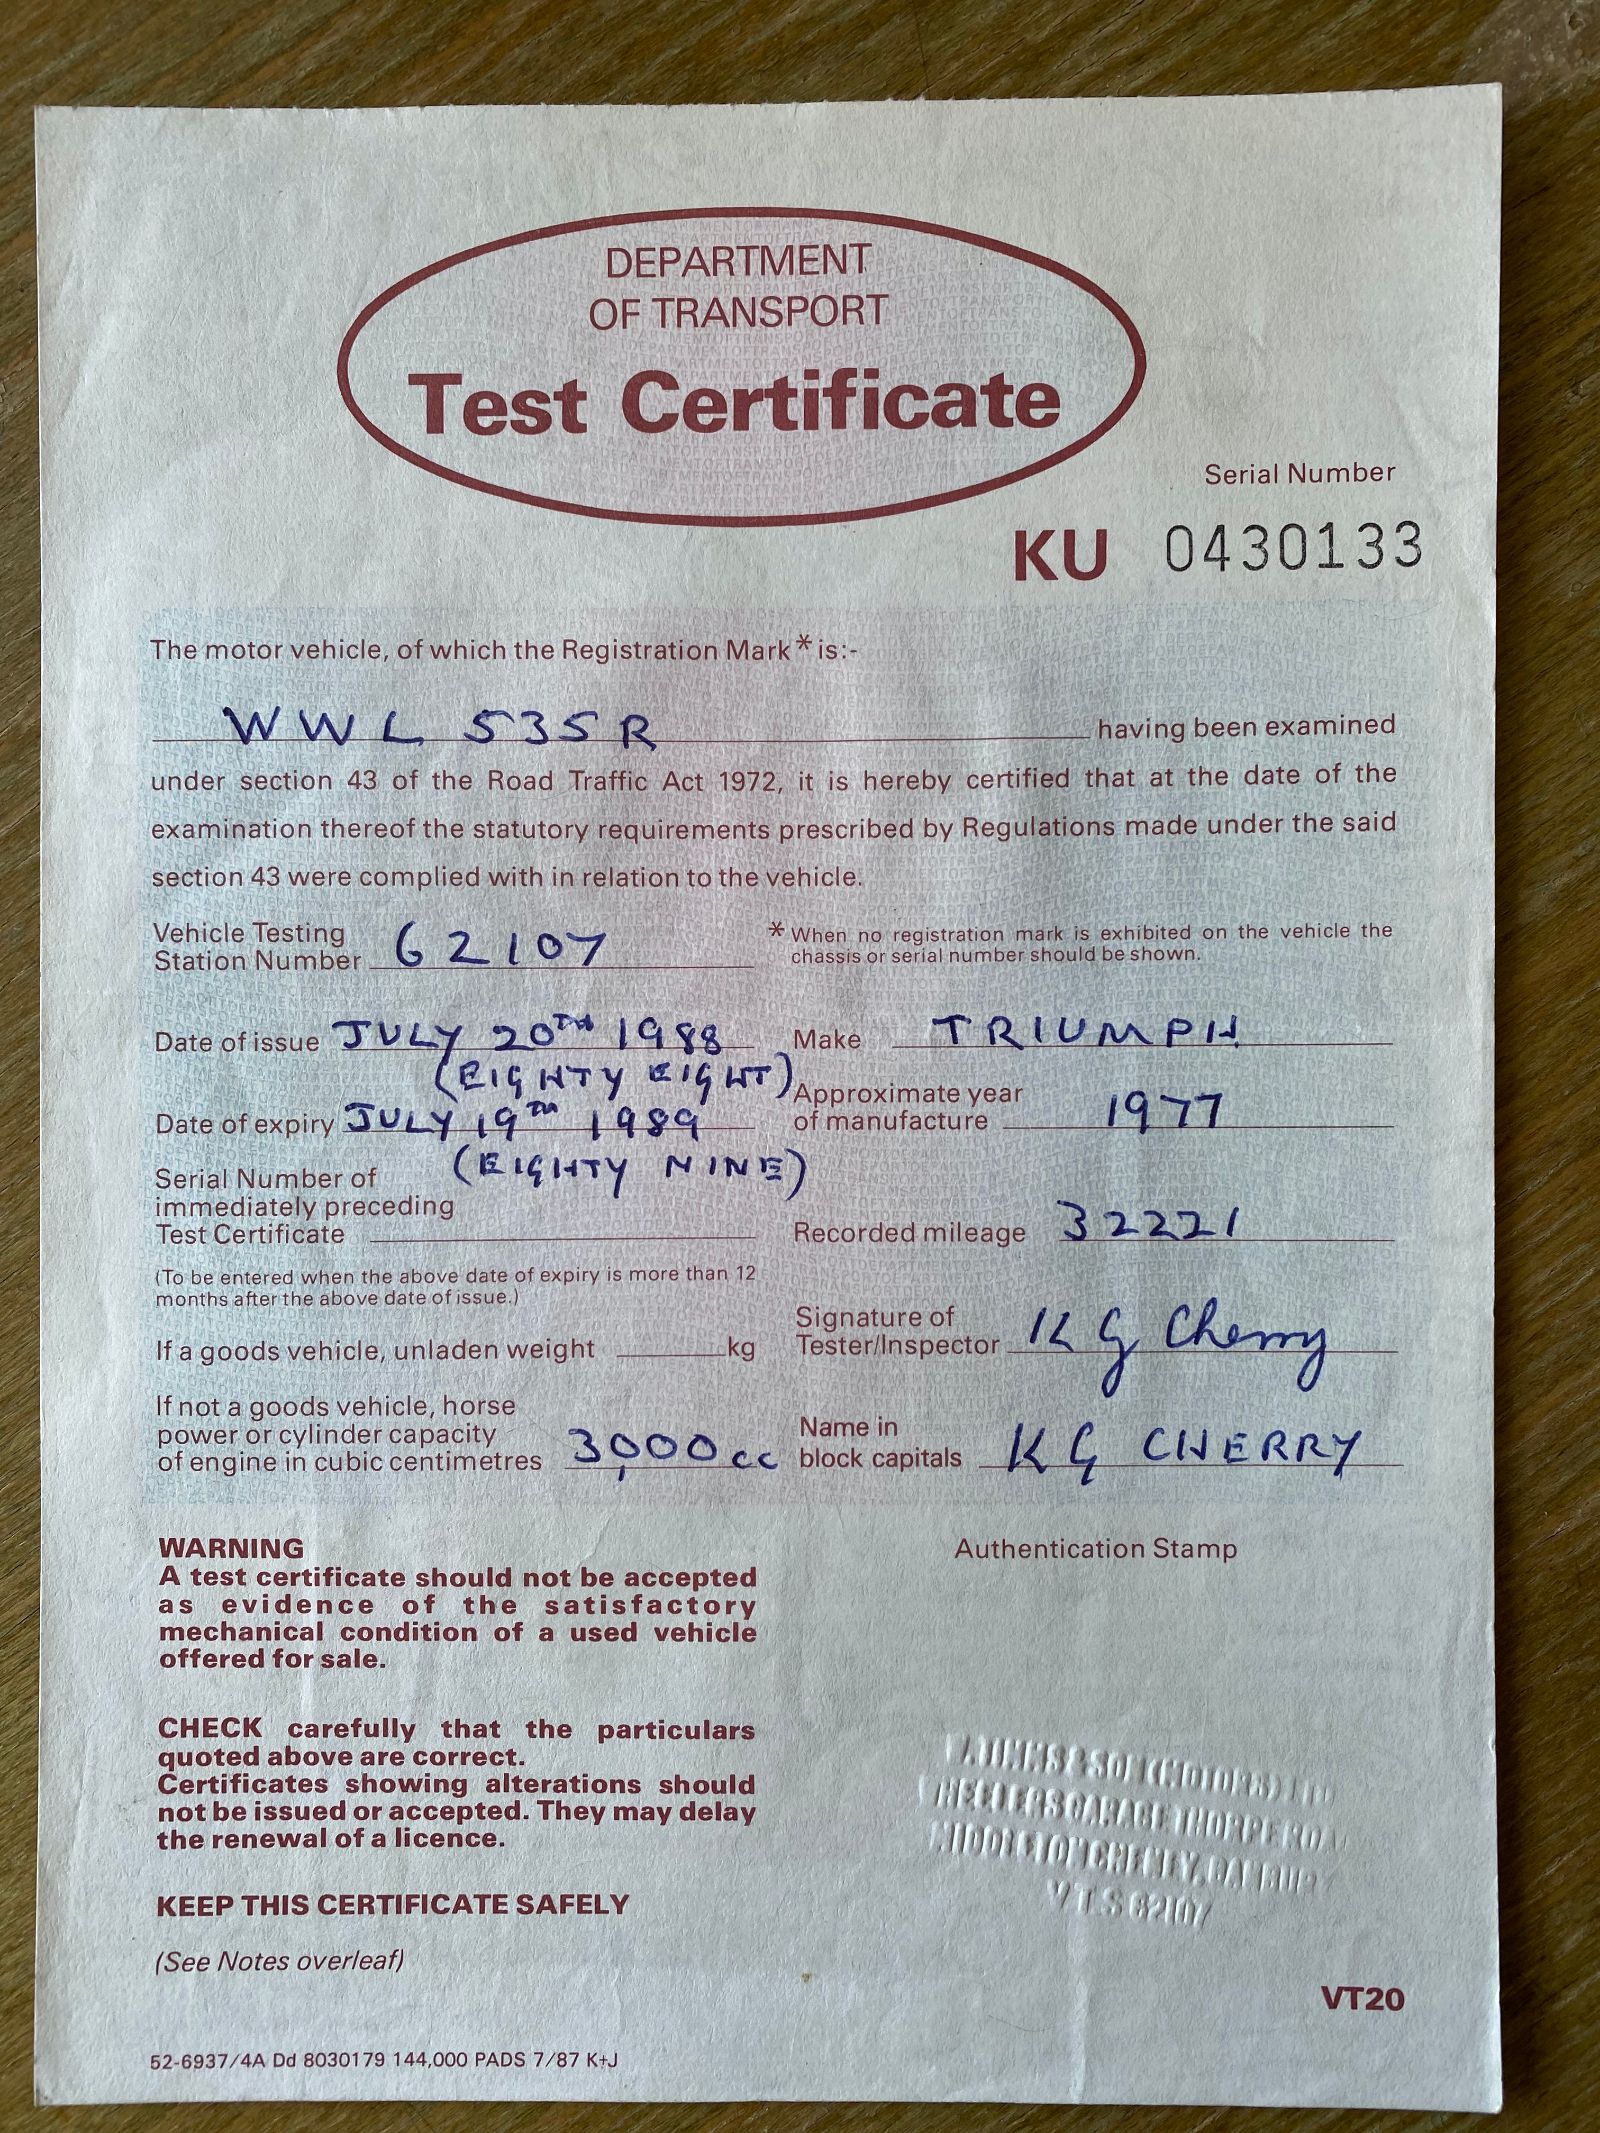 DEPARTMENT
OF TRANSPORT
Test Certificate
Serial Number
KU 0430133
The motor vehicle, of which the Registration Mark * is:-
WWL 535R having been examined
under section 43 of the Road Traffic Act 1972, it is hereby certified that at the date of the
examination thereof the statutory requirements prescribed by Regulations made under the said
section 43 were complied with in relation to the vehicle.
Vehicle Testing
Station Number 62107
* When no registration mark is exhibited on the vehicle the
chassis or serial number should be shown.
Date of issue JULY 20TH 1988
(EIGHTY EIGHT)
Make TRIUMPH
Date of expiry JULY 19TH 1989
(EIGHTY NINE)
Approximate year
of manufacture 1977
Serial Number of
immediately preceding
Test Certificate
(To be entered when the above date of expiry is more than 12
months after the above date of issue.)
Recorded mileage 32221
If a goods vehicle, unladen weight kg
Signature of
Tester/Inspector K G Cherry
If not a goods vehicle, horse
power or cylinder capacity
of engine in cubic centimetres 3,000 cc
Name in
block capitals K G CHERRY
WARNING
A test certificate should not be accepted
as evidence of the satisfactory
mechanical condition of a used vehicle
offered for sale.
CHECK carefully that the particulars
quoted above are correct.
Certificates showing alterations should
not be issued or accepted. They may delay
the renewal of a licence.
KEEP THIS CERTIFICATE SAFELY
(See Notes overleaf)
Authentication Stamp
& SON (MOTORS) LTD
GARAGE THORPE ROAD
MIDDLETON CHENEY, BANBURY
V.T.S 62107
VT20
52-6937/4A Dd 8030179 144,000 PADS 7/87 K+J